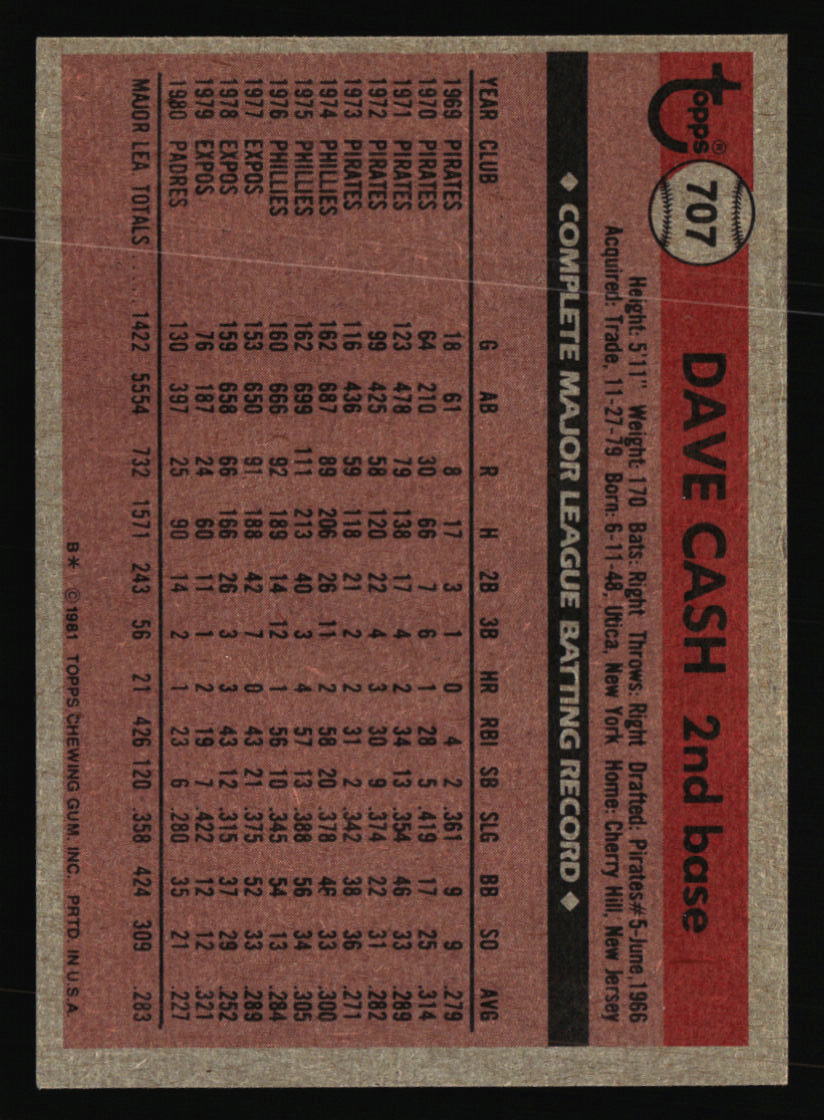 Topps®
707
DAVE CASH 2nd base
Height: 5'11" Weight: 170 Bats: Right Throws: Right Drafted: Pirates#5-June,1966
Acquired: Trade, 11-27-79 Born: 6-11-48, Utica, New York Home: Cherry Hill, New Jersey
◆ COMPLETE MAJOR LEAGUE BATTING RECORD ◆
YEAR CLUB G AB R H 2B 3B HR RBI SB SLG BB SO AVG
1969 PIRATES 18 61 8 17 3 1 0 4 2 .361 9 9 .279
1970 PIRATES 64 210 30 66 7 6 1 28 5 .419 17 25 .314
1971 PIRATES 123 478 79 138 17 4 2 34 13 .354 46 33 .289
1972 PIRATES 99 425 58 120 22 4 3 30 9 .374 22 31 .282
1973 PIRATES 116 436 59 118 21 2 2 31 2 .342 38 36 .271
1974 PHILLIES 162 687 89 206 26 11 2 58 20 .378 46 33 .300
1975 PHILLIES 162 699 111 213 40 3 4 57 13 .388 56 34 .305
1976 PHILLIES 160 666 92 189 14 12 1 56 10 .345 54 13 .284
1977 EXPOS 153 650 91 188 42 7 0 43 21 .375 52 33 .289
1978 EXPOS 159 658 66 166 26 3 3 43 12 .315 37 29 .252
1979 EXPOS 76 187 24 60 11 1 2 19 7 .422 12 12 .321
1980 PADRES 130 397 25 90 14 2 1 23 6 .280 35 21 .227
MAJOR LEA TOTALS ...... 1422 5554 732 1571 243 56 21 426 120 .358 424 309 .283
B* ©1981 TOPPS CHEWING GUM, INC. PRTD. IN U.S.A.